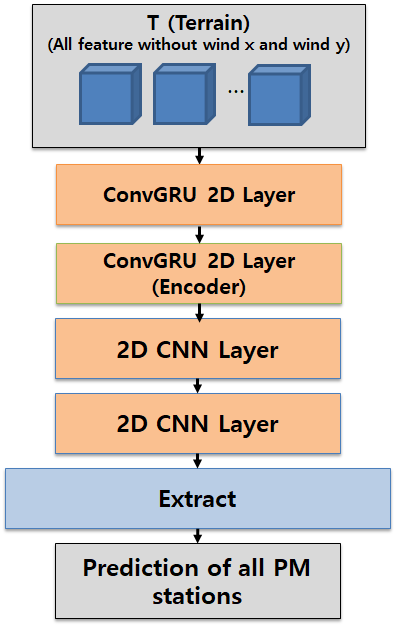 T (Terrain)
(All feature without wind x and wind y)
...
ConvGRU 2D Layer
ConvGRU 2D Layer
(Encoder)
2D CNN Layer
2D CNN Layer
Extract
Prediction of all PM
stations